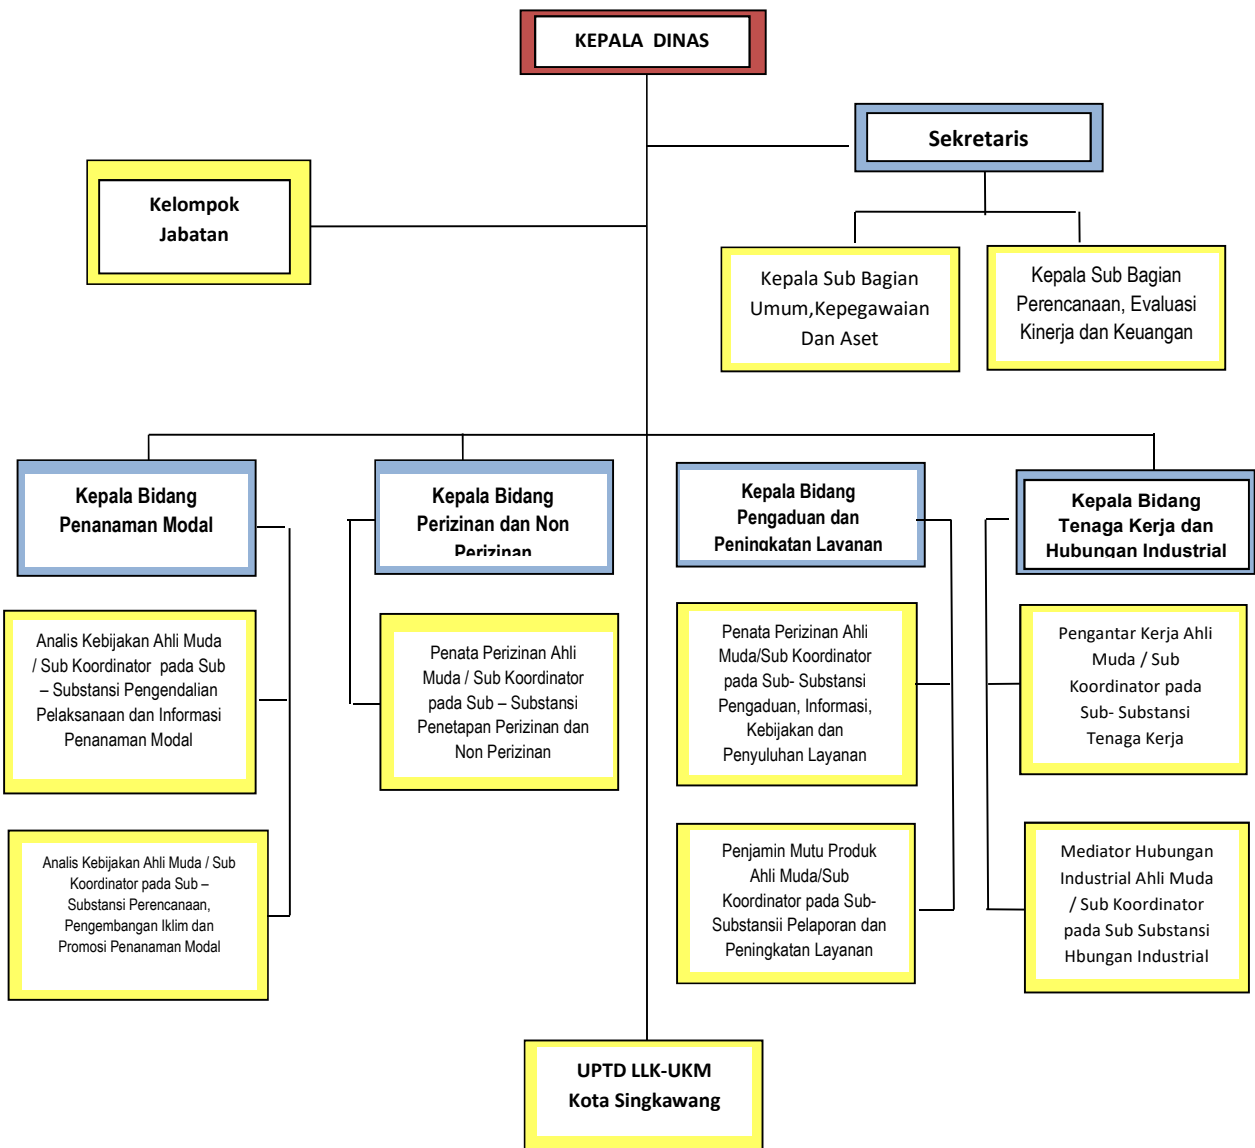 KEPALA  DINAS
Sekretaris
Kelompok
Jabatan
Kepala Sub Bagian
Umum,Kepegawaian
Dan Aset
Kepala Sub Bagian
Perencanaan, Evaluasi
Kinerja dan Keuangan
Kepala Bidang
Penanaman Modal
Kepala Bidang
Perizinan dan Non
Perizinan
Kepala Bidang
Pengaduan dan
Peningkatan Layanan
Kepala Bidang
Tenaga Kerja dan
Hubungan Industrial
Analis Kebijakan Ahli Muda
/ Sub Koordinator  pada Sub
– Substansi Pengendalian
Pelaksanaan dan Informasi
Penanaman Modal
Penata Perizinan Ahli
Muda / Sub Koordinator
pada Sub – Substansi
Penetapan Perizinan dan
Non Perizinan
Penata Perizinan Ahli
Muda/Sub Koordinator
pada Sub- Substansi
Pengaduan, Informasi,
Kebijakan dan
Penyuluhan Layanan
Pengantar Kerja Ahli
Muda / Sub
Koordinator pada
Sub- Substansi
Tenaga Kerja
Analis Kebijakan Ahli Muda / Sub
Koordinator pada Sub –
Substansi Perencanaan,
Pengembangan Iklim dan
Promosi Penanaman Modal
Penjamin Mutu Produk
Ahli Muda/Sub
Koordinator pada Sub-
Substansii Pelaporan dan
Peningkatan Layanan
Mediator Hubungan
Industrial Ahli Muda
/ Sub Koordinator
pada Sub Substansi
Hbungan Industrial
UPTD LLK-UKM
Kota Singkawang